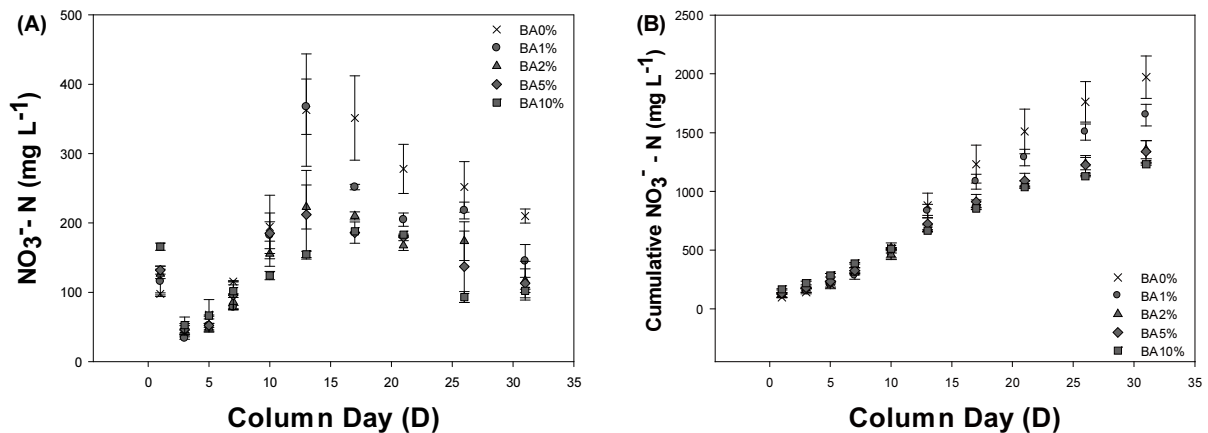 (A)
NO₃⁻- N (mg L⁻¹)
500
400
300
200
100
0
0 5 10 15 20 25 30 35
Column Day (D)
BA0%
BA1%
BA2%
BA5%
BA10%
(B)
Cumulative NO₃⁻ - N (mg L⁻¹)
2500
2000
1500
1000
500
0
0 5 10 15 20 25 30 35
Column Day (D)
BA0%
BA1%
BA2%
BA5%
BA10%